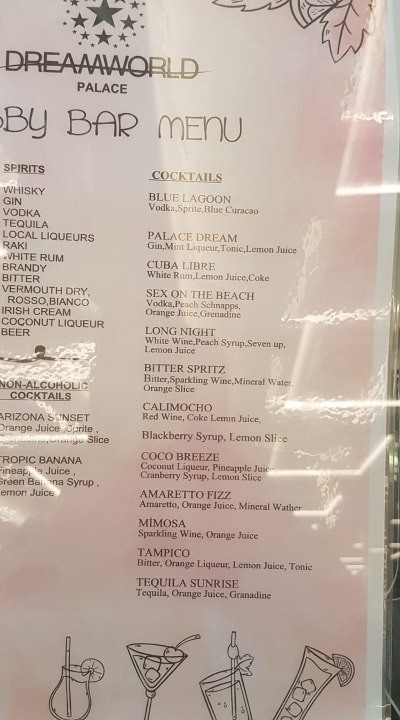 DREAMWORLD
PALACE
BAR MENU
SPIRITS
WHISKY
GIN
VODKA
TEQUILA
LOCAL LIQUEURS
RAKI
WHITE RUM
BRANDY
BITTER
VERMOUTH DRY,
ROSSO,BIANCO
IRISH CREAM
COCONUT LIQUEUR
BEER
NON-ALCOHOLIC
COCKTAILS
ARIZONA SUNSET
Orange Juice ,Sprite ,
Orange Slice
TROPIC BANANA
Pineapple Juice ,
Green Banana Syrup ,
Lemon Juice
COCKTAILS
BLUE LAGOON
Vodka,Sprite,Blue Curacao
PALACE DREAM
Gin,Mint Liqueur,Tonic,Lemon Juice
CUBA LIBRE
White Rum,Lemon Juice,Coke
SEX ON THE BEACH
Vodka,Peach Schnapps,
Orange Juice,Grenadine
LONG NIGHT
White Wine,Peach Syrup,Seven up,
Lemon Juice
BITTER SPRITZ
Bitter,Sparkling Wine,Mineral Water,
Orange Slice
CALIMOCHO
Red Wine, Coke Lemın Juice,
Blackberry Syrup, Lemon Slice
COCO BREEZE
Coconut Liqueur, Pineapple Juice
Cranberry Syrup, Lemon Slice
AMARETTO FIZZ
Amaretto, Orange Juice, Mineral Wather
MİMOSA
Sparkling Wine, Orange Juice
TAMPICO
Bitter, Orange Liqueur, Lemon Juice, Tonic
TEQUILA SUNRISE
Tequila, Orange Juice, Granadine